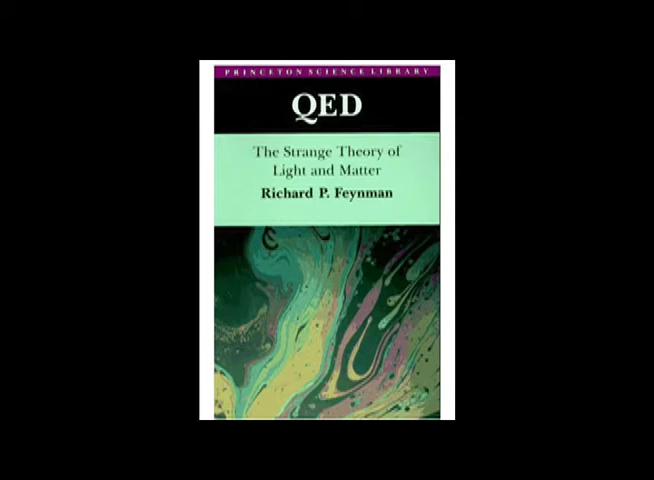 PRINCETON SCIENCE LIBRARY
QED
The Strange Theory of
Light and Matter
Richard P. Feynman